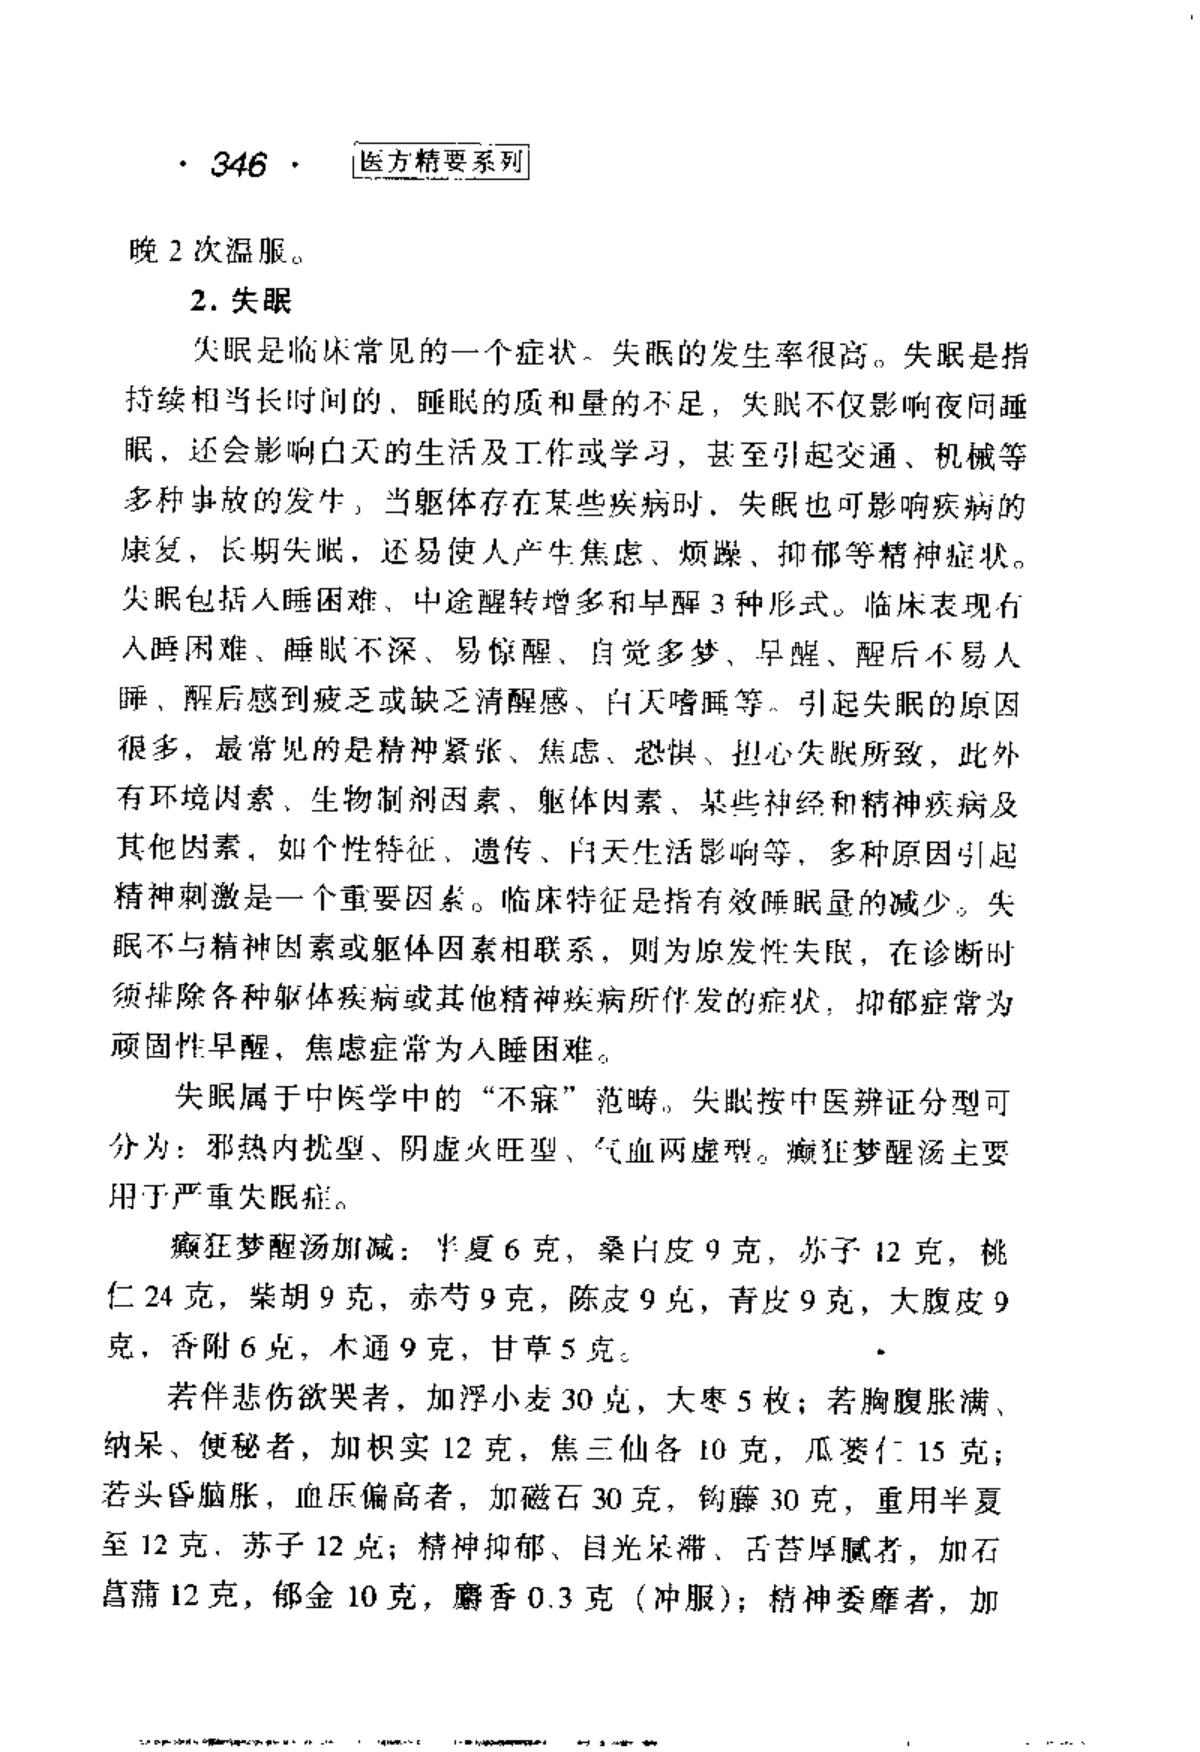 · 346 · 医方精要系列
晚 2 次温服。
2. 失眠
失眠是临床常见的一个症状。失眠的发生率很高。失眠是指
持续相当长时间的、睡眠的质和量的不足，失眠不仅影响夜间睡
眠，还会影响白天的生活及工作或学习，甚至引起交通、机械等
多种事故的发生。当躯体存在某些疾病时，失眠也可影响疾病的
康复，长期失眠，还易使人产生焦虑、烦躁、抑郁等精神症状。
失眠包括入睡困难、中途醒转增多和早醒 3 种形式。临床表现有
入睡困难、睡眠不深、易惊醒、自觉多梦、早醒、醒后不易入
睡、醒后感到疲乏或缺乏清醒感、白天嗜睡等。引起失眠的原因
很多，最常见的是精神紧张、焦虑、恐惧、担心失眠所致，此外
有环境因素、生物制剂因素、躯体因素、某些神经和精神疾病及
其他因素，如个性特征、遗传、白天生活影响等，多种原因引起
精神刺激是一个重要因素。临床特征是指有效睡眠量的减少。失
眠不与精神因素或躯体因素相联系，则为原发性失眠，在诊断时
须排除各种躯体疾病或其他精神疾病所伴发的症状，抑郁症常为
顽固性早醒，焦虑症常为入睡困难。
失眠属于中医学中的“不寐”范畴。失眠按中医辨证分型可
分为：邪热内扰型、阴虚火旺型、气血两虚型。癫狂梦醒汤主要
用于严重失眠症。
癫狂梦醒汤加减：半夏 6 克，桑白皮 9 克，苏子 12 克，桃
仁 24 克，柴胡 9 克，赤芍 9 克，陈皮 9 克，青皮 9 克，大腹皮 9
克，香附 6 克，木通 9 克，甘草 5 克。
若伴悲伤欲哭者，加浮小麦 30 克，大枣 5 枚；若胸腹胀满、
纳呆、便秘者，加枳实 12 克，焦三仙各 10 克，瓜蒌仁 15 克；
若头昏脑胀，血压偏高者，加磁石 30 克，钩藤 30 克，重用半夏
至 12 克，苏子 12 克；精神抑郁、目光呆滞、舌苔厚腻者，加石
菖蒲 12 克，郁金 10 克，麝香 0.3 克（冲服）；精神委靡者，加